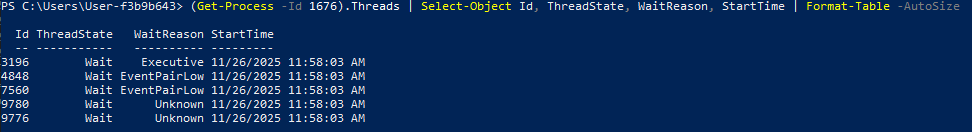 PS C:\Users\User-f3b9b643> (Get-Process -Id 1676).Threads | Select-Object Id, ThreadState, WaitReason, StartTime | Format-Table -AutoSize
Id ThreadState WaitReason StartTime
-- ----------- ---------- ---------
3196 Wait Executive 11/26/2025 11:58:03 AM
4848 Wait EventPairLow 11/26/2025 11:58:03 AM
7560 Wait EventPairLow 11/26/2025 11:58:03 AM
9780 Wait Unknown 11/26/2025 11:58:03 AM
9776 Wait Unknown 11/26/2025 11:58:03 AM